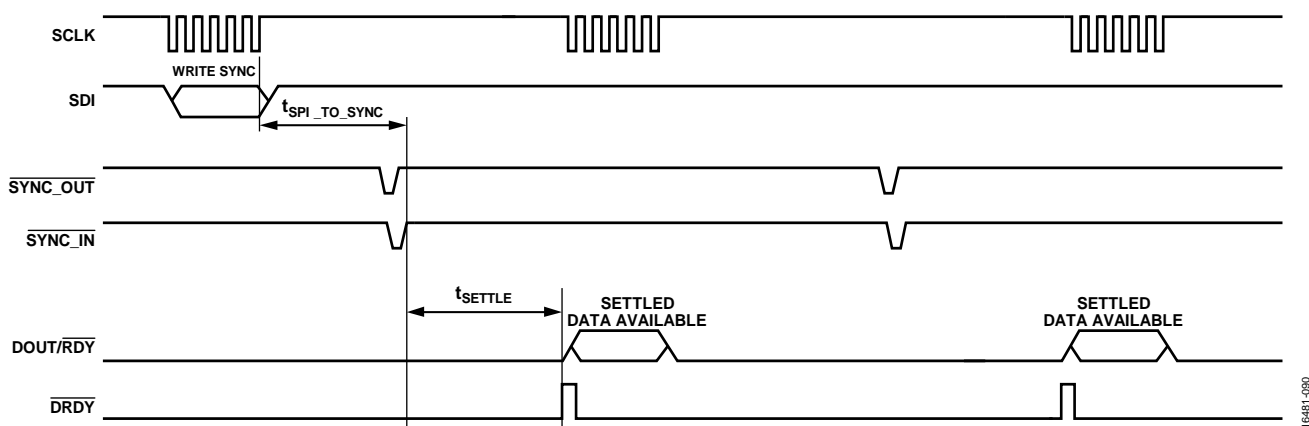 SCLK
WRITE SYNC
SDI
tSPI_TO_SYNC
SYNC_OUT
SYNC_IN
tSETTLE
SETTLED
DATA AVAILABLE
SETTLED
DATA AVAILABLE
DOUT/RDY
DRDY
16481-090